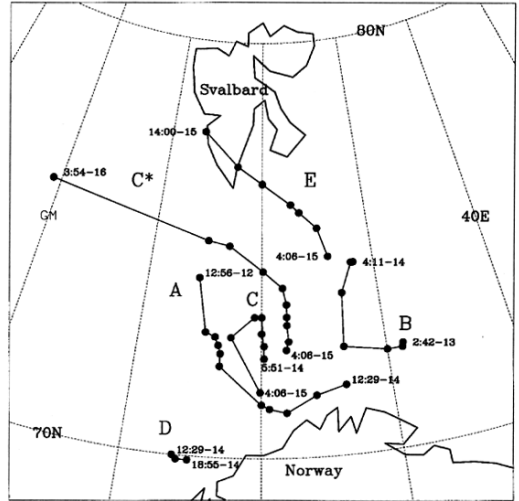 80N
Svalbard
14:00-15
3:54-16
C*
E
GM
40E
4:06-15
4:11-14
12:56-12
A
C
B
2:42-13
4:06-15
5:51-14
4:06-15
12:29-14
70N
D
12:29-14
18:55-14
Norway